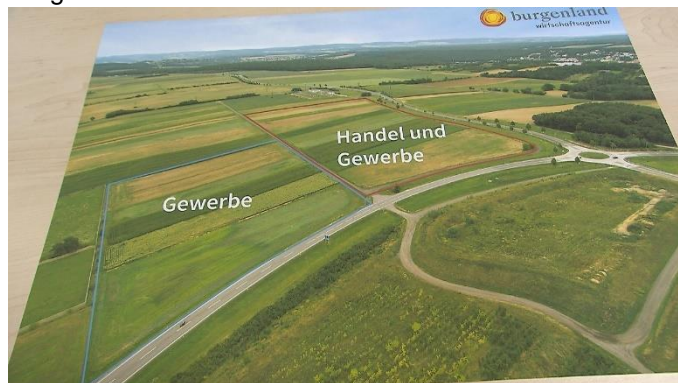 burgenland
wirtschaftsagentur
Handel und
Gewerbe
Gewerbe